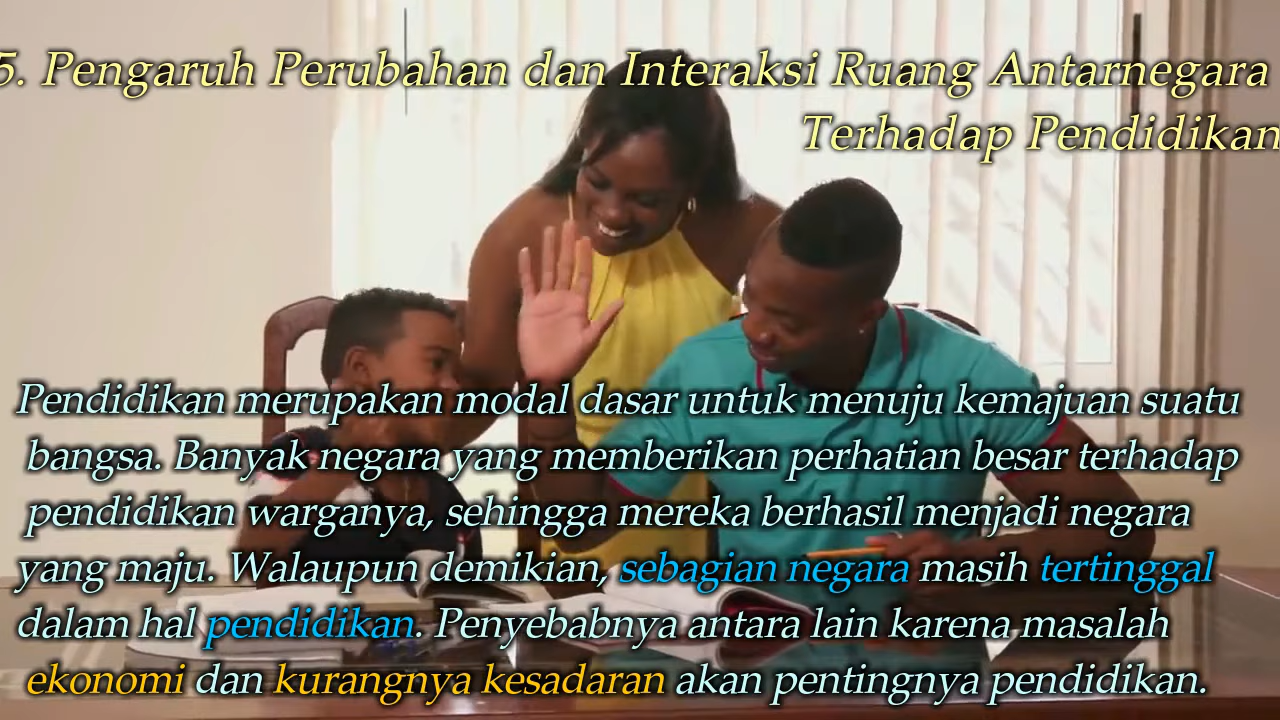 5. Pengaruh Perubahan dan Interaksi Ruang Antarnegara
Terhadap Pendidikan
Pendidikan merupakan modal dasar untuk menuju kemajuan suatu
bangsa. Banyak negara yang memberikan perhatian besar terhadap
pendidikan warganya, sehingga mereka berhasil menjadi negara
yang maju. Walaupun demikian, sebagian negara masih tertinggal
dalam hal pendidikan. Penyebabnya antara lain karena masalah
ekonomi dan kurangnya kesadaran akan pentingnya pendidikan.